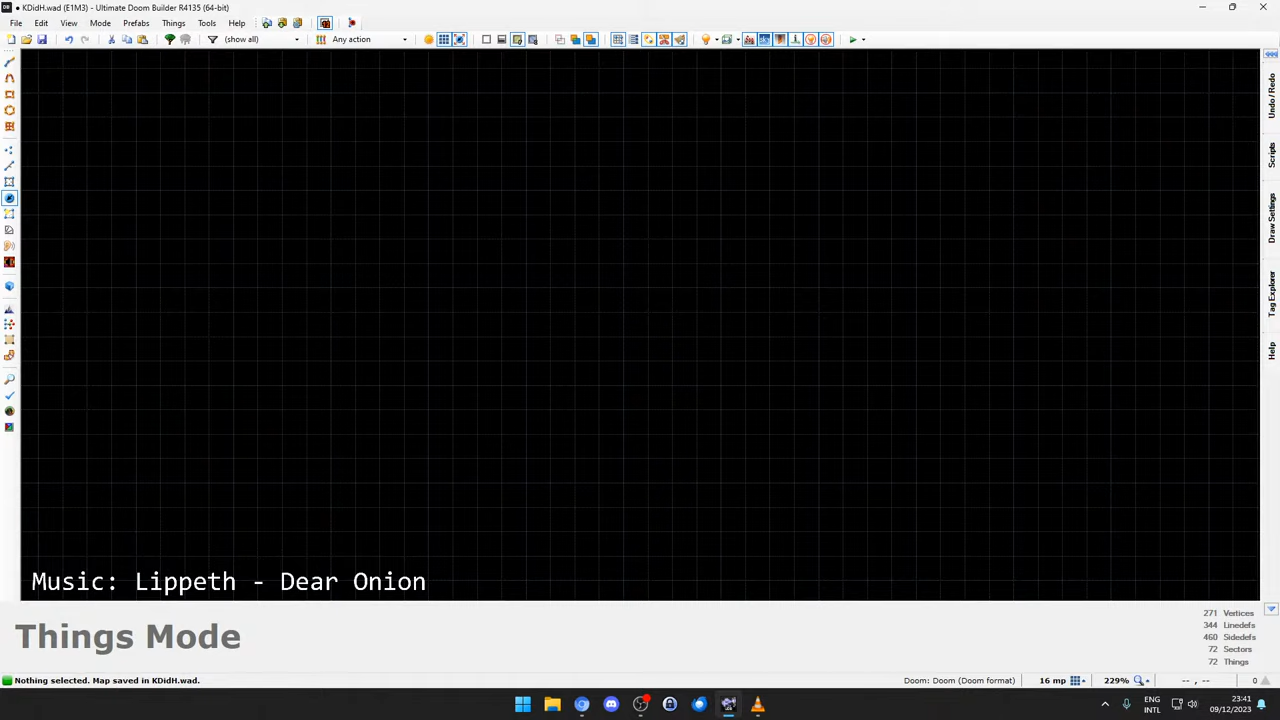 KDidH.wad (E1M3) - Ultimate Doom Builder R4135 (64-bit)
File Edit View Mode Prefabs Things Tools Help
(show all) Any action
Undo / Redo
Scripts
Draw Settings
Tag Explorer
Help
Music: Lippeth - Dear Onion
Things Mode
271 Vertices
344 Linedefs
460 Sidedefs
72 Sectors
72 Things
Nothing selected. Map saved in KDidH.wad.
Doom: Doom (Doom format) 16 mp 229% -- , -- 0
ENG
INTL
23:41
09/12/2023